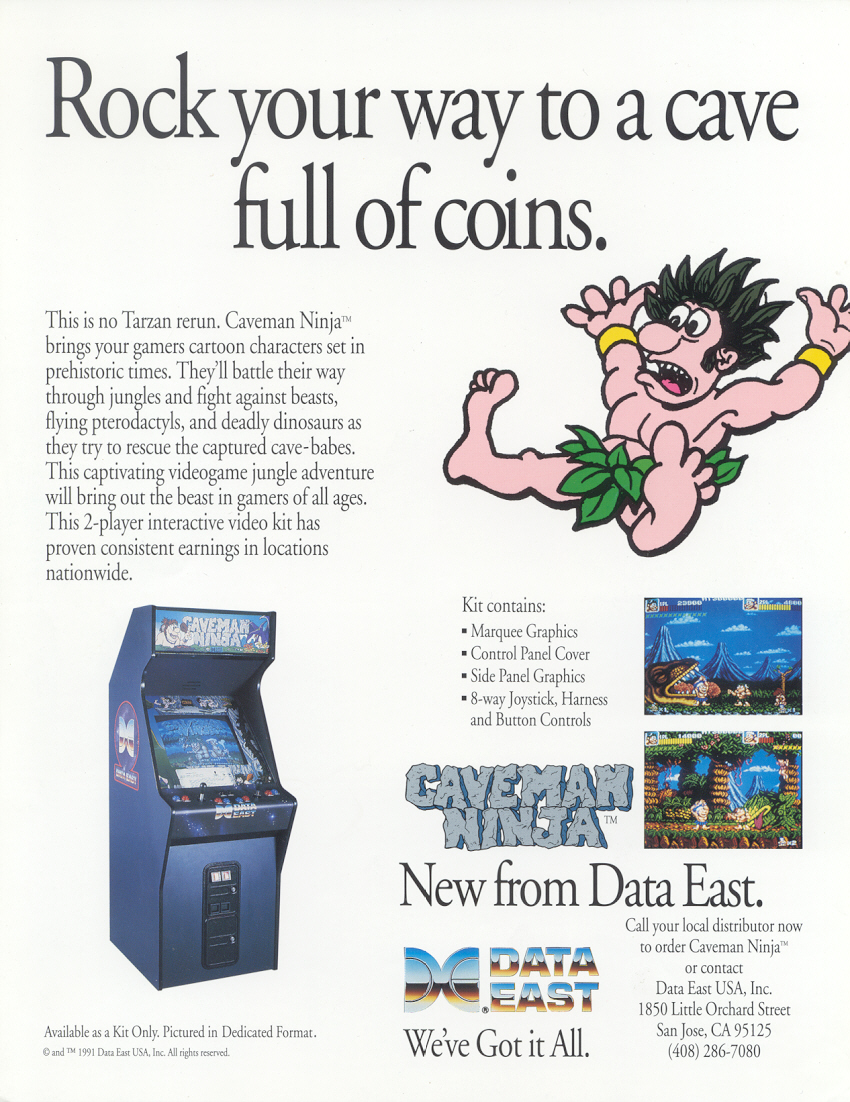 Rock your way to a cave
full of coins.
This is no Tarzan rerun. Caveman Ninja™
brings your gamers cartoon characters set in
prehistoric times. They'll battle their way
through jungles and fight against beasts,
flying pterodactyls, and deadly dinosaurs as
they try to rescue the captured cave-babes.
This captivating videogame jungle adventure
will bring out the beast in gamers of all ages.
This 2-player interactive video kit has
proven consistent earnings in locations
nationwide.
CAVEMAN
NINJA
DATA EAST
DATA
EAST
Available as a Kit Only. Pictured in Dedicated Format.
© and ™ 1991 Data East USA, Inc. All rights reserved.
Kit contains:
▪ Marquee Graphics
▪ Control Panel Cover
▪ Side Panel Graphics
▪ 8-way Joystick, Harness
and Button Controls
CAVEMAN
NINJA™
New from Data East.
DATA
EAST®
We've Got it All.
Call your local distributor now
to order Caveman Ninja™
or contact
Data East USA, Inc.
1850 Little Orchard Street
San Jose, CA 95125
(408) 286-7080